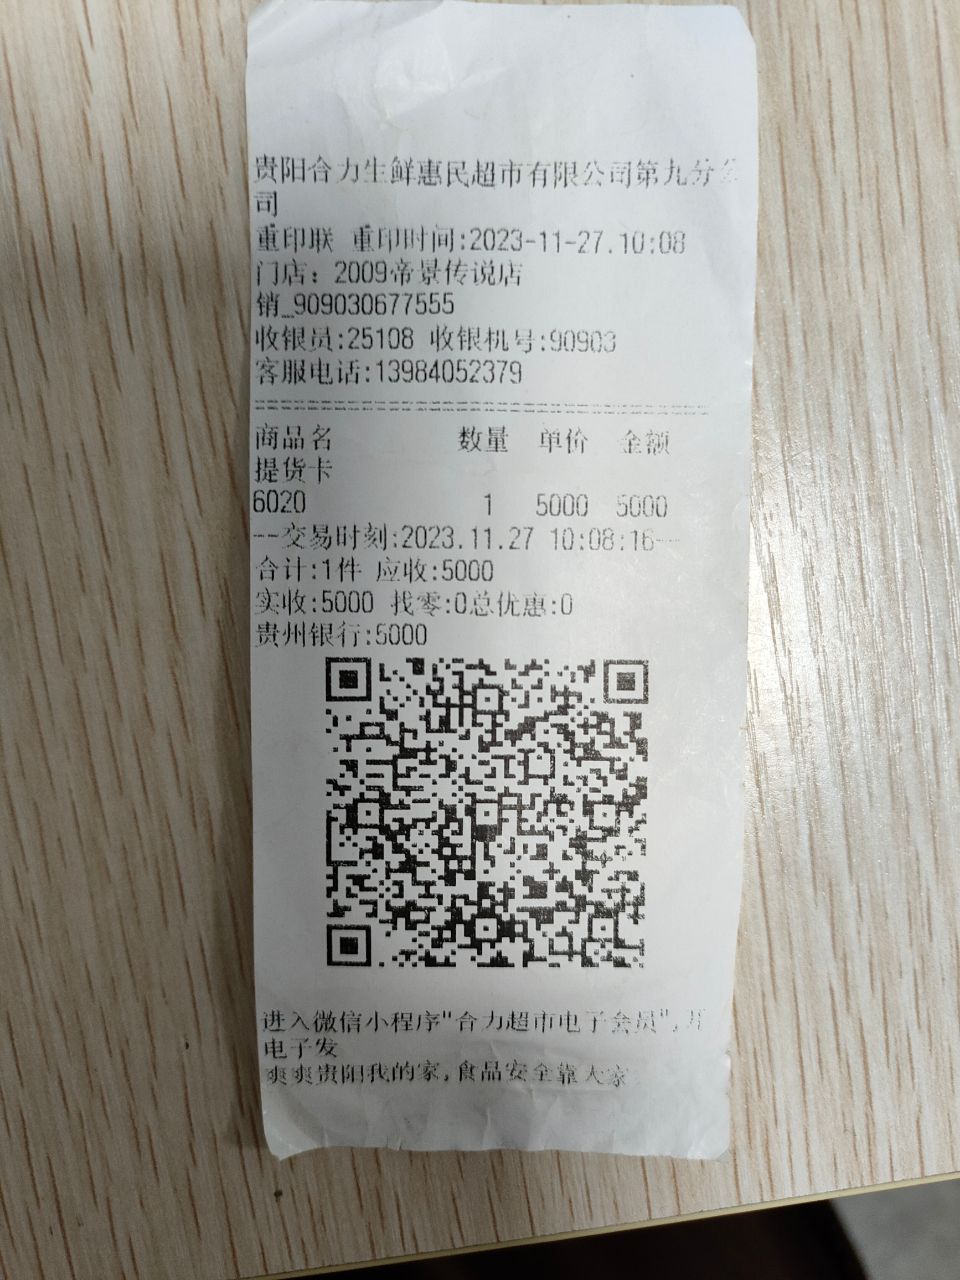 贵阳合力生鲜惠民超市有限公司第九分公
司
重印联 重印时间:2023-11-27.10:08
门店：2009帝景传说店
销_909030677555
收银员:25108 收银机号:90903
客服电话:13984052379
商品名 数量 单价 金额
提货卡
6020 1 5000 5000
--交易时刻:2023.11.27 10:08:16--
合计:1件 应收:5000
实收:5000 找零:0总优惠:0
贵州银行:5000
进入微信小程序"合力超市电子会员",开
电子发
爽爽贵阳我的家,食品安全靠大家